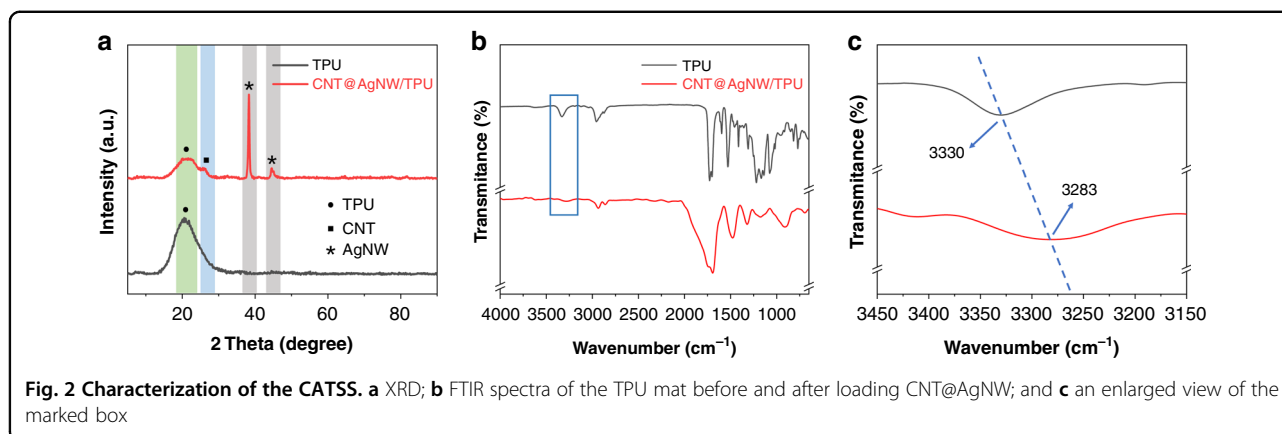 a
TPU
CNT@AgNW/TPU
*
*
• TPU
■ CNT
* AgNW
Intensity (a.u.)
20 40 60 80
2 Theta (degree)
b
TPU
CNT@AgNW/TPU
Transmitance (%)
4000 3500 3000 2500 2000 1500 1000
Wavenumber (cm⁻¹)
c
3330
3283
Transmitance (%)
3450 3400 3350 3300 3250 3200 3150
Wavenumber (cm⁻¹)
Fig. 2 Characterization of the CATSS. a XRD; b FTIR spectra of the TPU mat before and after loading CNT@AgNW; and c an enlarged view of the
marked box